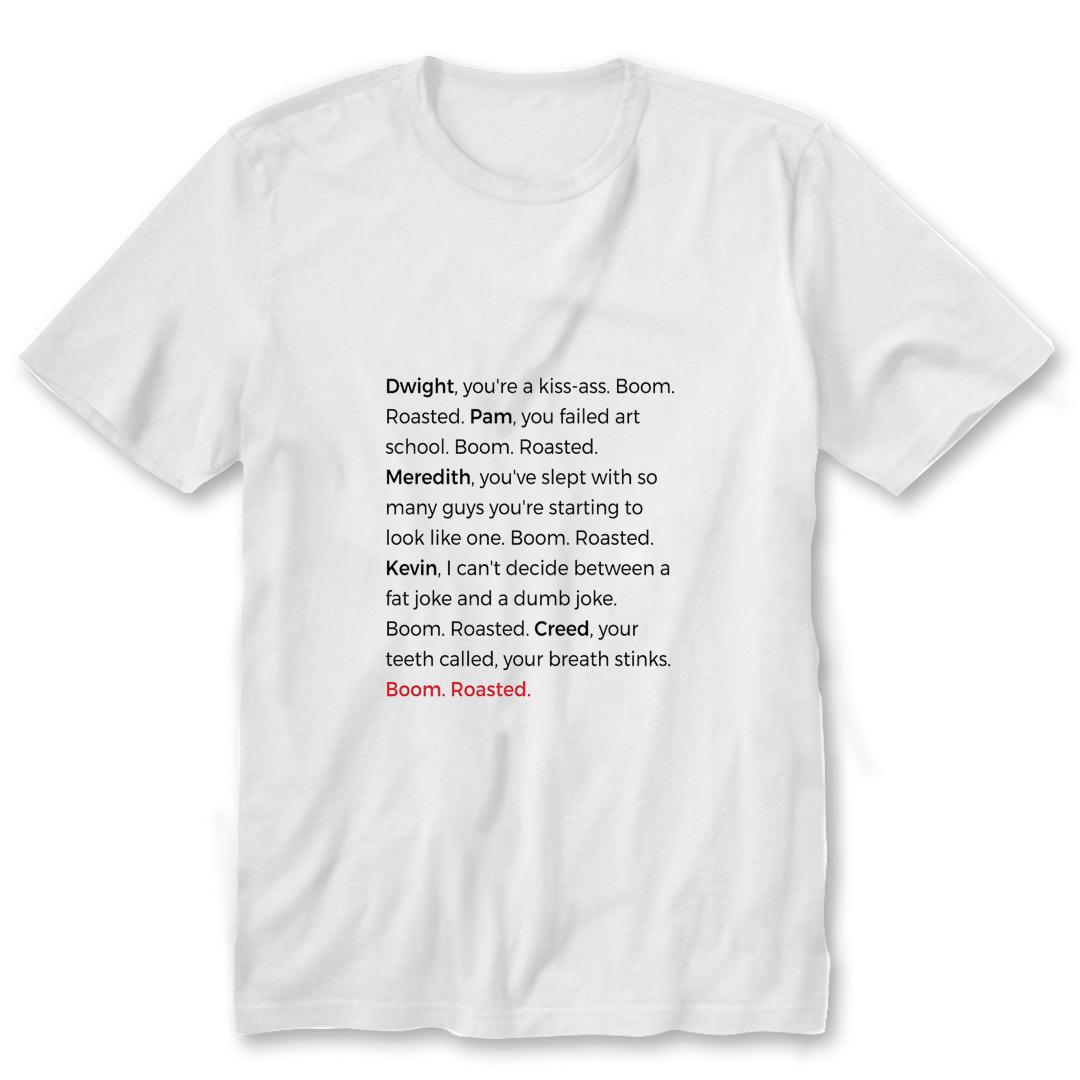 Dwight, you're a kiss-ass. Boom.
Roasted. Pam, you failed art
school. Boom. Roasted.
Meredith, you've slept with so
many guys you're starting to
look like one. Boom. Roasted.
Kevin, I can't decide between a
fat joke and a dumb joke.
Boom. Roasted. Creed, your
teeth called, your breath stinks.
Boom. Roasted.